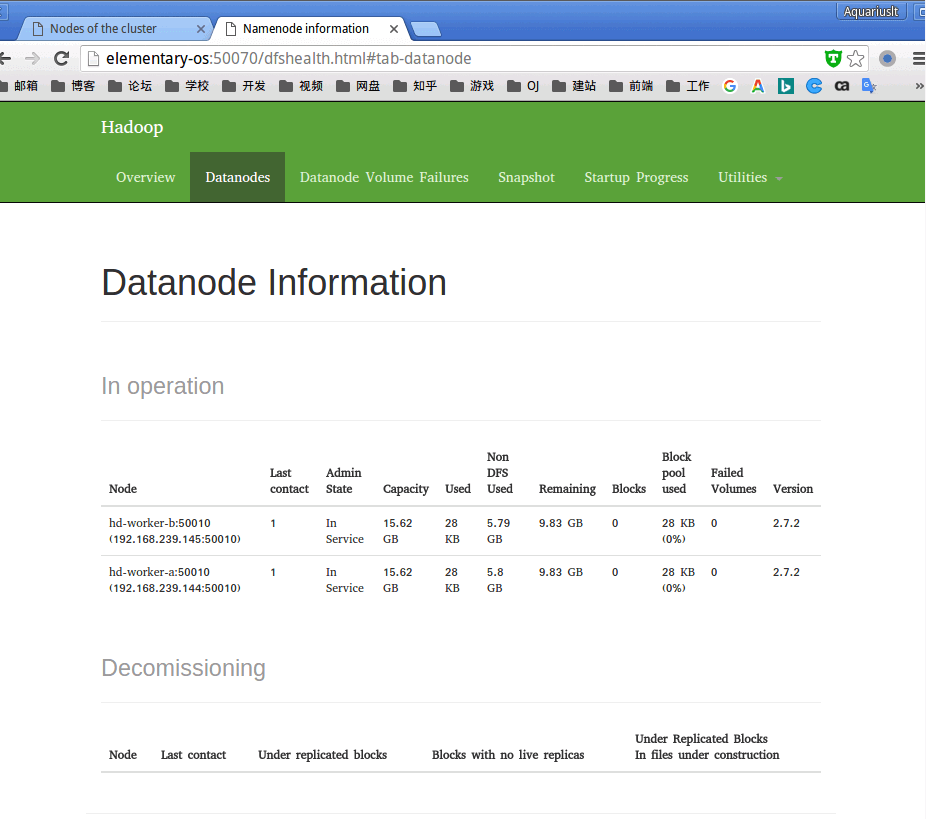 Aquariuslt
Nodes of the cluster
Namenode information
elementary-os:50070/dfshealth.html#tab-datanode
邮箱 博客 论坛 学校 开发 视频 网盘 知乎 游戏 OJ 建站 前端 工作
Hadoop
Overview Datanodes Datanode Volume Failures Snapshot Startup Progress Utilities
Datanode Information
In operation
Node Last contact Admin State Capacity Used Non DFS Used Remaining Blocks Block pool used Failed Volumes Version
hd-worker-b:50010 (192.168.239.145:50010) 1 In Service 15.62 GB 28 KB 5.79 GB 9.83 GB 0 28 KB (0%) 0 2.7.2
hd-worker-a:50010 (192.168.239.144:50010) 1 In Service 15.62 GB 28 KB 5.8 GB 9.83 GB 0 28 KB (0%) 0 2.7.2
Decomissioning
Node Last contact Under replicated blocks Blocks with no live replicas Under Replicated Blocks In files under construction